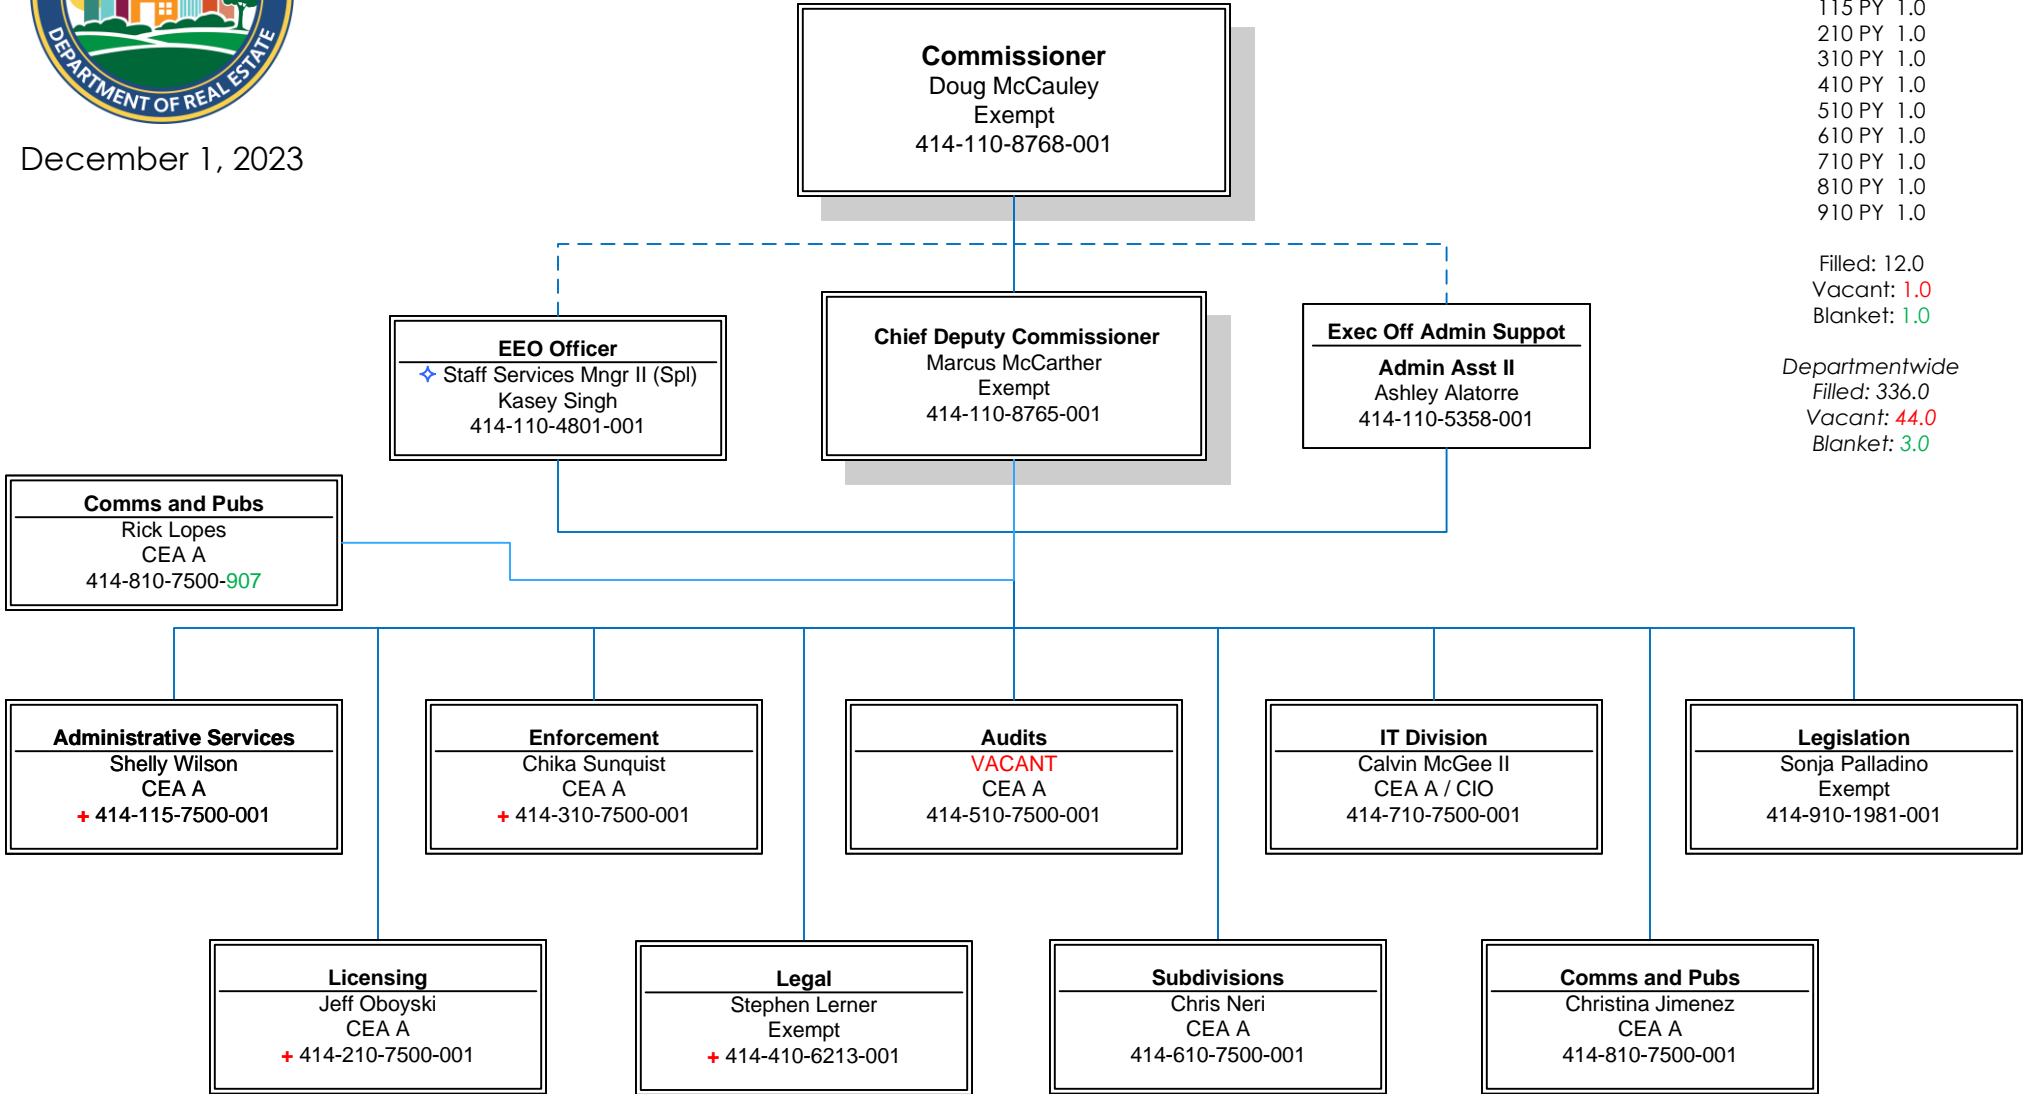 DEPARTMENT OF REAL ESTATE
December 1, 2023
Commissioner
Doug McCauley
Exempt
414-110-8768-001
115 PY 1.0
210 PY 1.0
310 PY 1.0
410 PY 1.0
510 PY 1.0
610 PY 1.0
710 PY 1.0
810 PY 1.0
910 PY 1.0
Filled: 12.0
Vacant: 1.0
Blanket: 1.0
Departmentwide
Filled: 336.0
Vacant: 44.0
Blanket: 3.0
EEO Officer
Staff Services Mngr II (Spl)
Kasey Singh
414-110-4801-001
Chief Deputy Commissioner
Marcus McCarther
Exempt
414-110-8765-001
Exec Off Admin Suppot
Admin Asst II
Ashley Alatorre
414-110-5358-001
Comms and Pubs
Rick Lopes
CEA A
414-810-7500-907
Administrative Services
Shelly Wilson
CEA A
+ 414-115-7500-001
Enforcement
Chika Sunquist
CEA A
+ 414-310-7500-001
Audits
VACANT
CEA A
414-510-7500-001
IT Division
Calvin McGee II
CEA A / CIO
414-710-7500-001
Legislation
Sonja Palladino
Exempt
414-910-1981-001
Licensing
Jeff Oboyski
CEA A
+ 414-210-7500-001
Legal
Stephen Lerner
Exempt
+ 414-410-6213-001
Subdivisions
Chris Neri
CEA A
414-610-7500-001
Comms and Pubs
Christina Jimenez
CEA A
414-810-7500-001